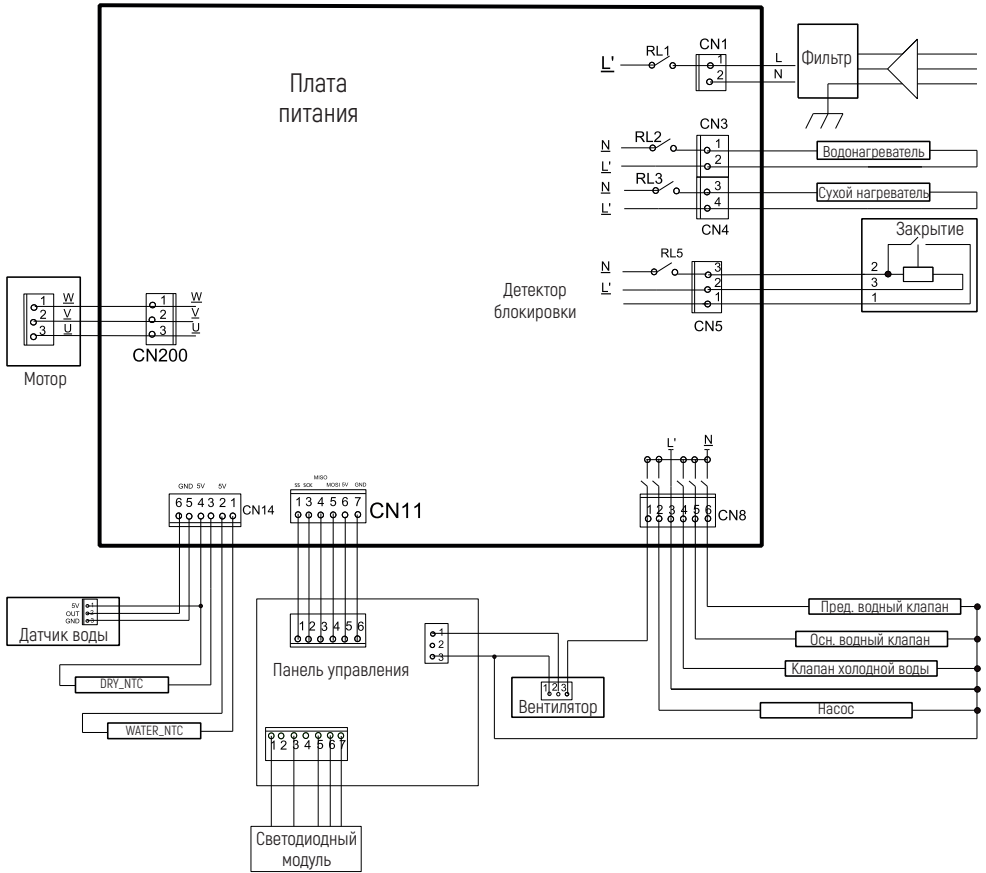 Плата
питания
L'
RL1
CN1
1
2
L
N
Фильтр
N
RL2
CN3
1
2
L'
Водонагреватель
N
RL3
3
4
L'
CN4
Сухой нагреватель
Закрытие
2
3
1
N
RL5
L'
3
2
1
CN5
Детектор
блокировки
1
2
3
W
V
U
Мотор
1
2
3
W
V
U
CN200
GND 5V 5V
6 5 4 3 2 1
CN14
MISO
SS SCK MOSI 5V GND
1 3 4 5 6 7
CN11
L' N
1 2 3 4 5 6
CN8
5V 1
OUT 2
GND 3
Датчик воды
DRY_NTC
WATER_NTC
1 2 3 4 5 6
Панель управления
1
2
3
1 2 3
Вентилятор
Пред. водный клапан
Осн. водный клапан
Клапан холодной воды
Насос
1 2 3 4 5 6 7
Светодиодный
модуль